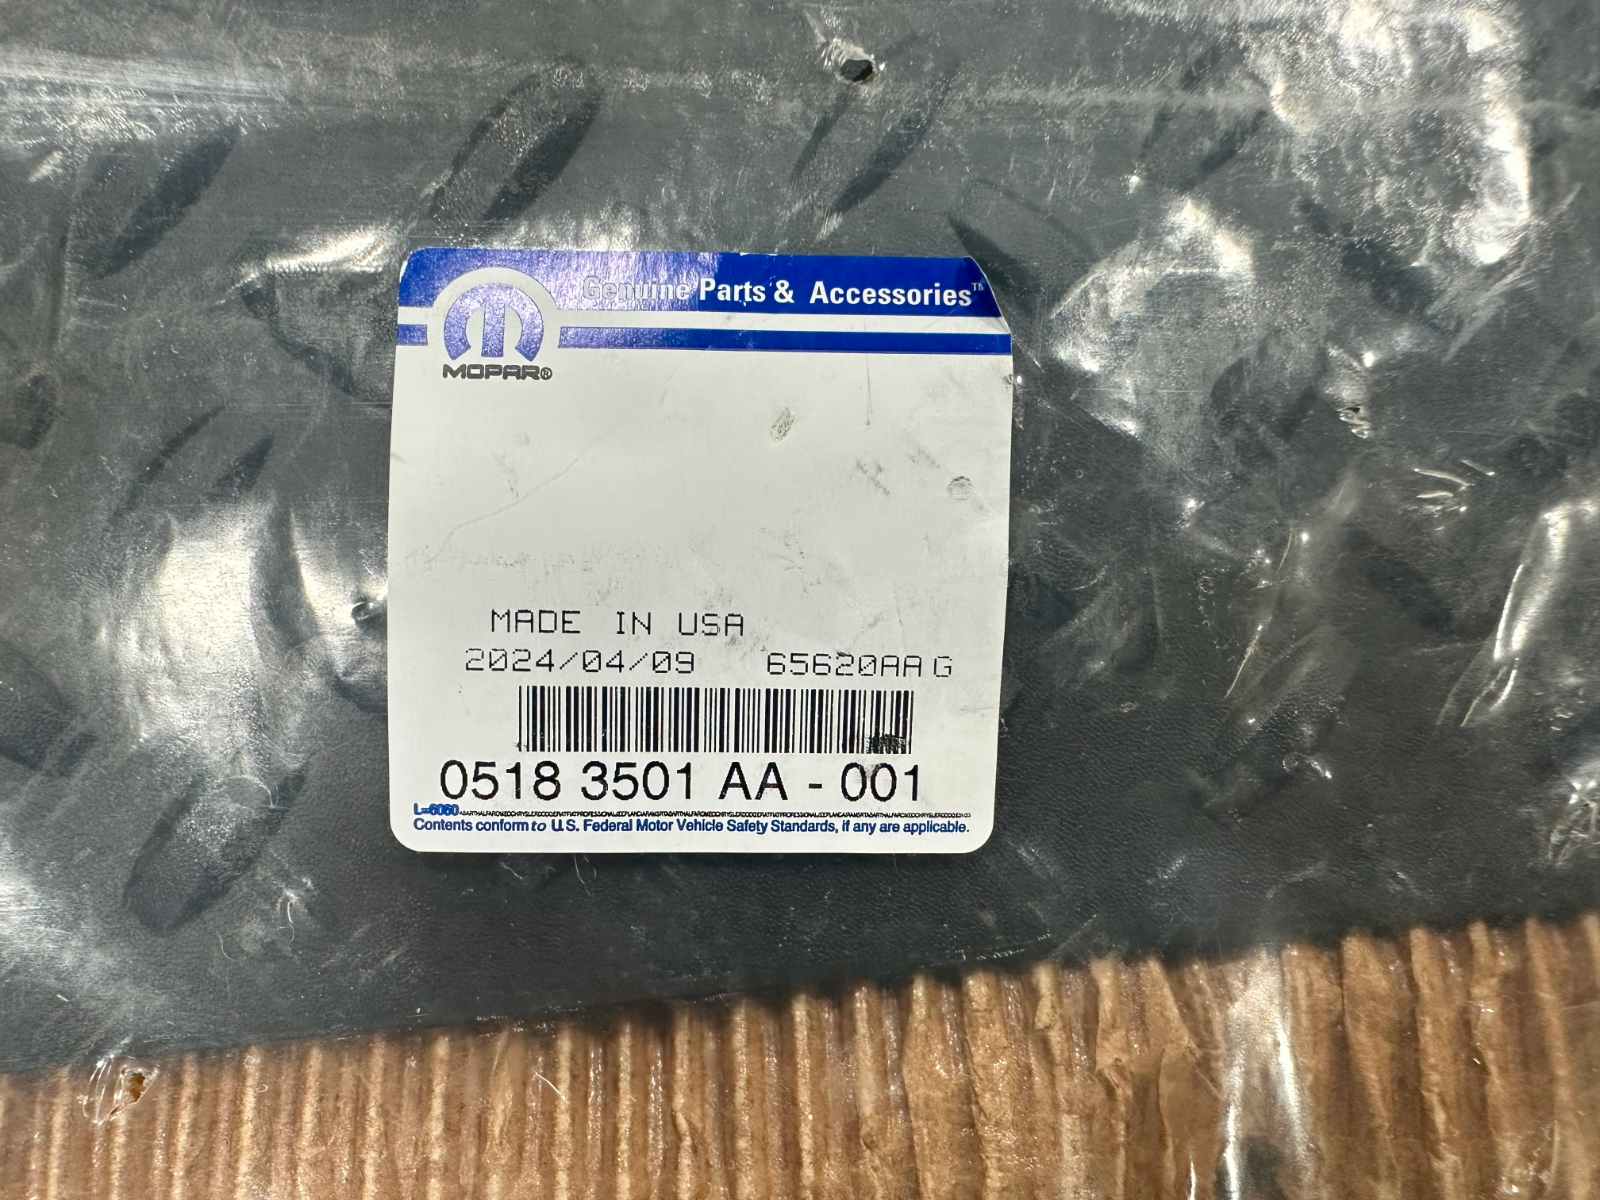 Genuine Parts & Accessories™
MOPAR®
MADE IN USA
2024/04/09 65620AA G
0518 3501 AA - 001
L=6060
Contents conform to U.S. Federal Motor Vehicle Safety Standards, if any are applicable.